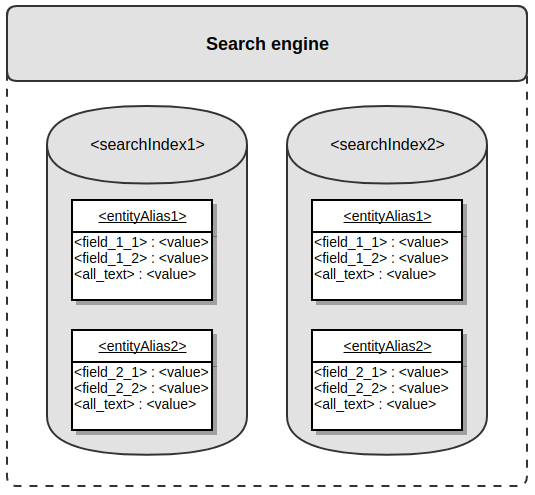 Search engine
<searchIndex1>
<entityAlias1>
<field_1_1> : <value>
<field_1_2> : <value>
<all_text> : <value>
<entityAlias2>
<field_2_1> : <value>
<field_2_2> : <value>
<all_text> : <value>
<searchIndex2>
<entityAlias1>
<field_1_1> : <value>
<field_1_2> : <value>
<all_text> : <value>
<entityAlias2>
<field_2_1> : <value>
<field_2_2> : <value>
<all_text> : <value>